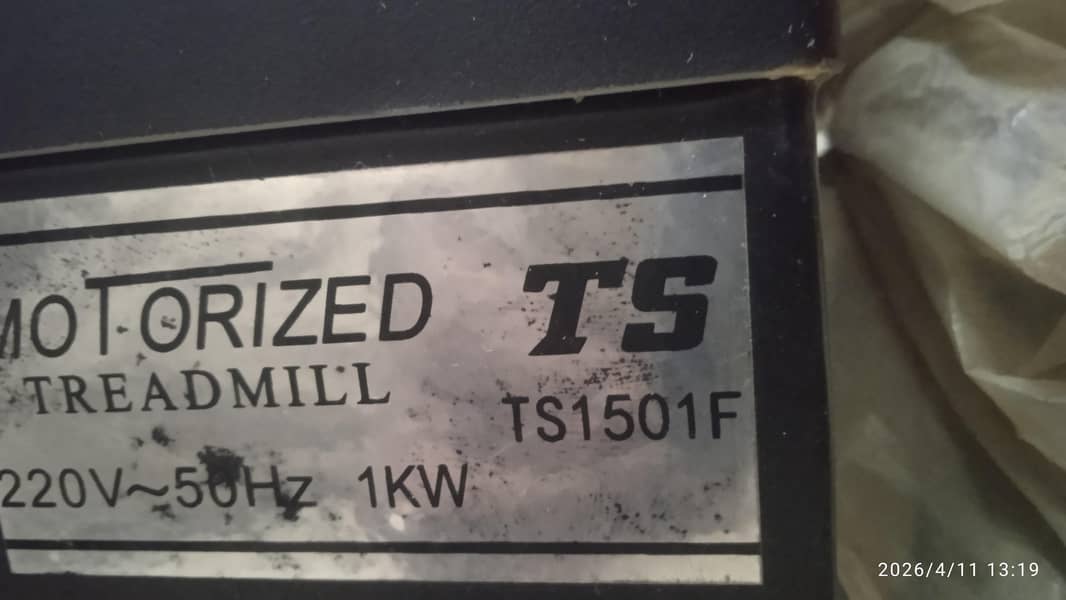 MOTORIZED
TREADMILL
TS
TS1501F
220V~50Hz 1KW
2026/4/11 13:19